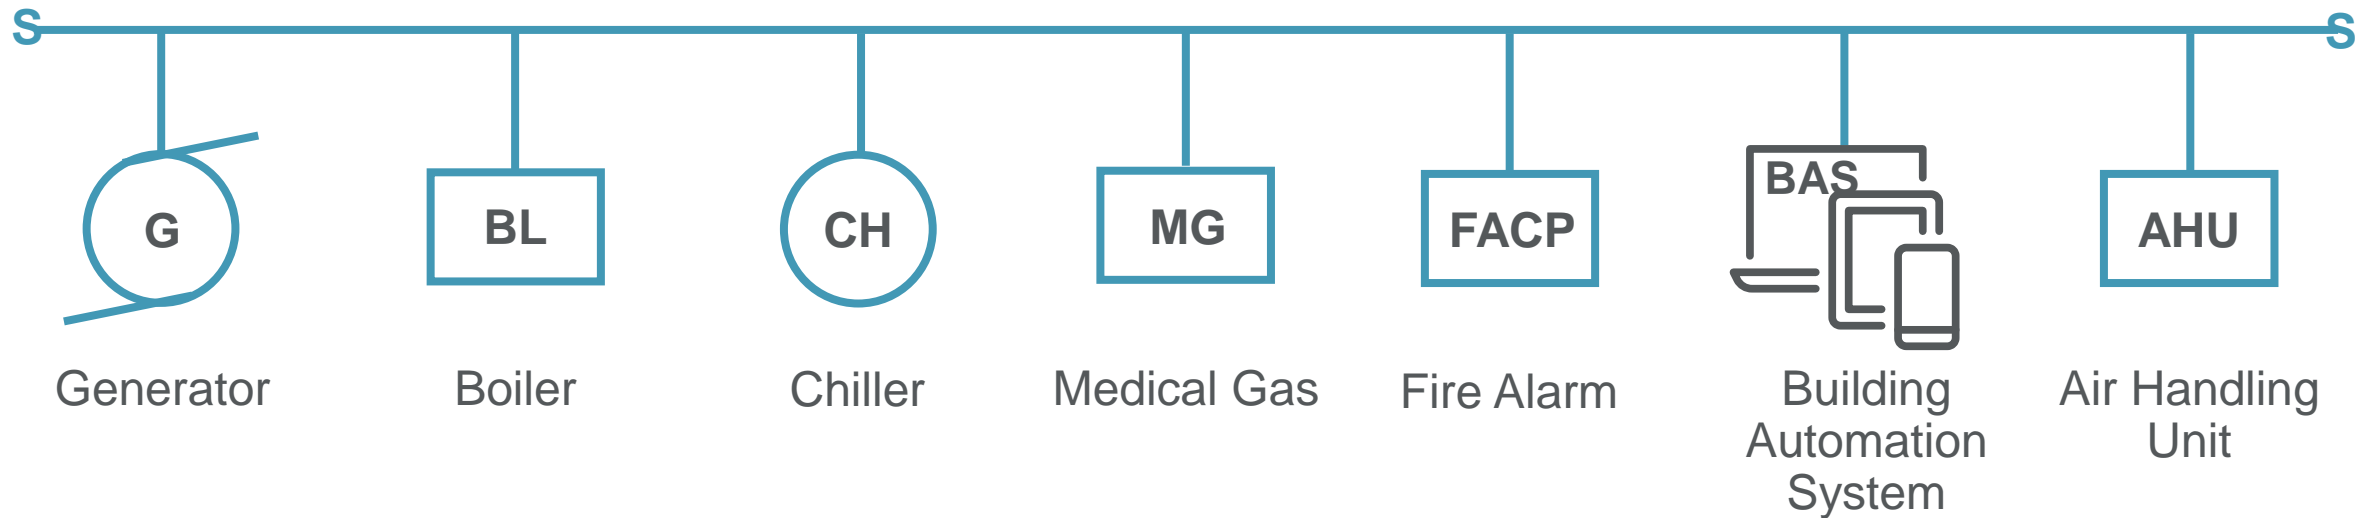 S S
G
BL
CH
MG
FACP
BAS
AHU
Generator
Boiler
Chiller
Medical Gas
Fire Alarm
Building
Automation
System
Air Handling
Unit